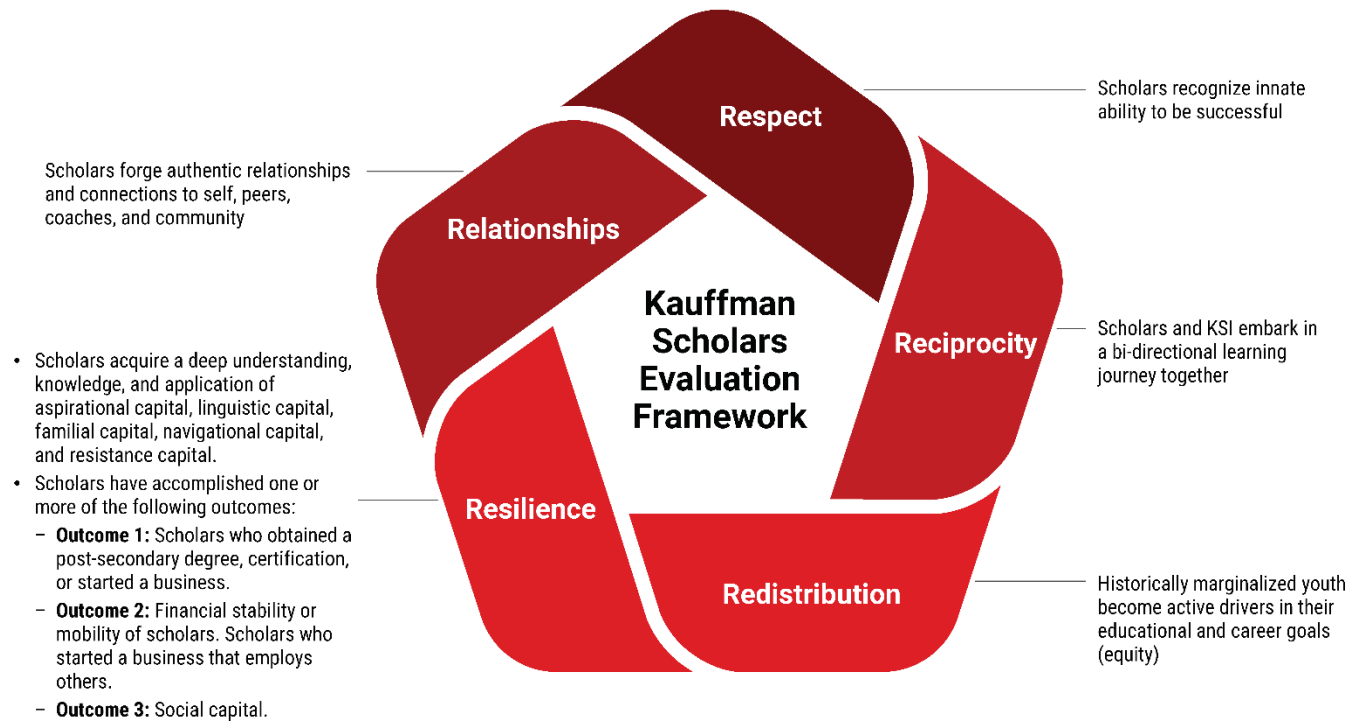 Respect
Scholars recognize innate
ability to be successful
Scholars forge authentic relationships
and connections to self, peers,
coaches, and community
Relationships
Kauffman
Scholars
Evaluation
Framework
Reciprocity
Scholars and KSI embark in
a bi-directional learning
journey together
• Scholars acquire a deep understanding,
knowledge, and application of
aspirational capital, linguistic capital,
familial capital, navigational capital,
and resistance capital.
• Scholars have accomplished one or
more of the following outcomes:
– Outcome 1: Scholars who obtained a
post-secondary degree, certification,
or started a business.
– Outcome 2: Financial stability or
mobility of scholars. Scholars who
started a business that employs
others.
– Outcome 3: Social capital.
Resilience
Redistribution
Historically marginalized youth
become active drivers in their
educational and career goals
(equity)